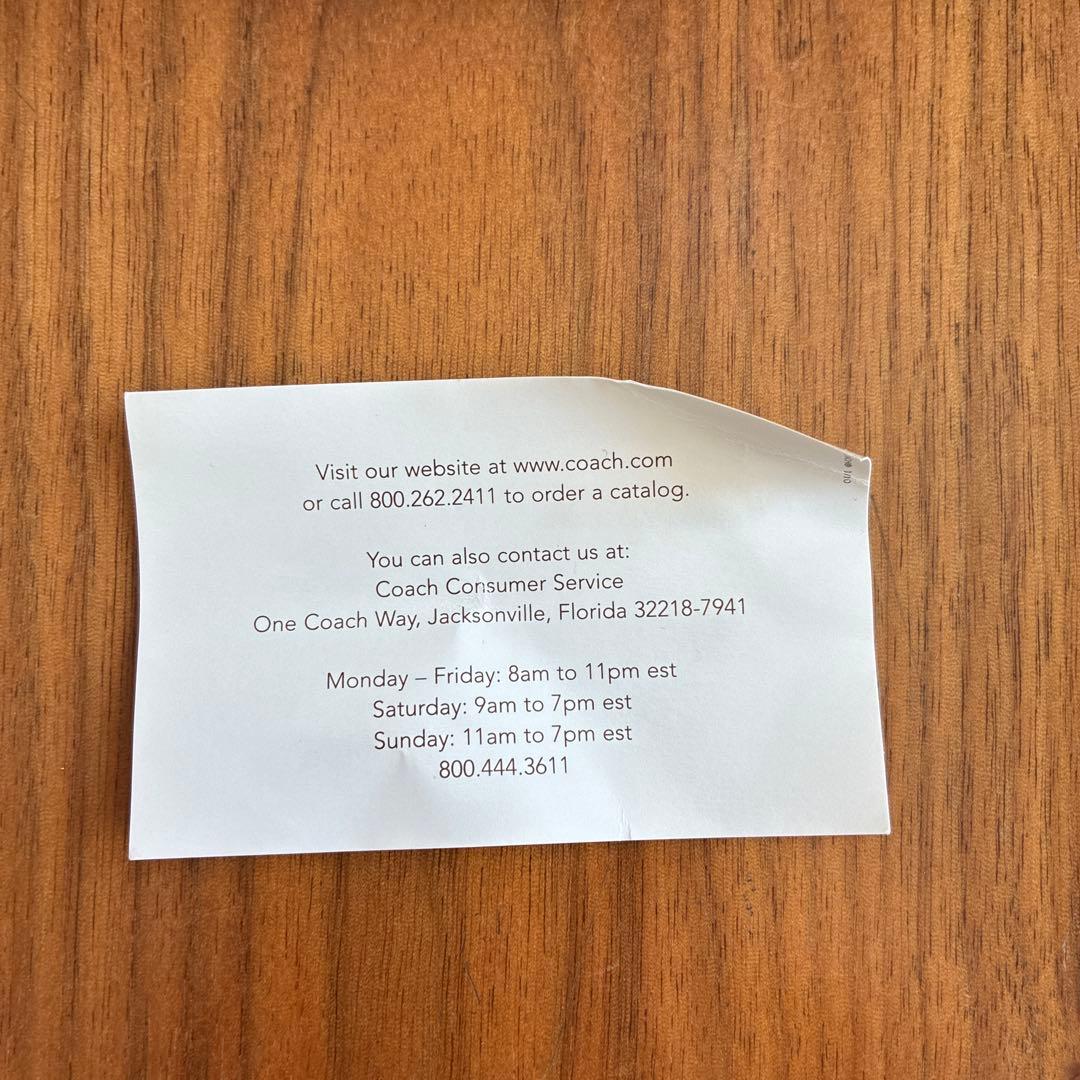 Visit our website at www.coach.com
or call 800.262.2411 to order a catalog.
You can also contact us at:
Coach Consumer Service
One Coach Way, Jacksonville, Florida 32218-7941
Monday – Friday: 8am to 11pm est
Saturday: 9am to 7pm est
Sunday: 11am to 7pm est
800.444.3611
1/10